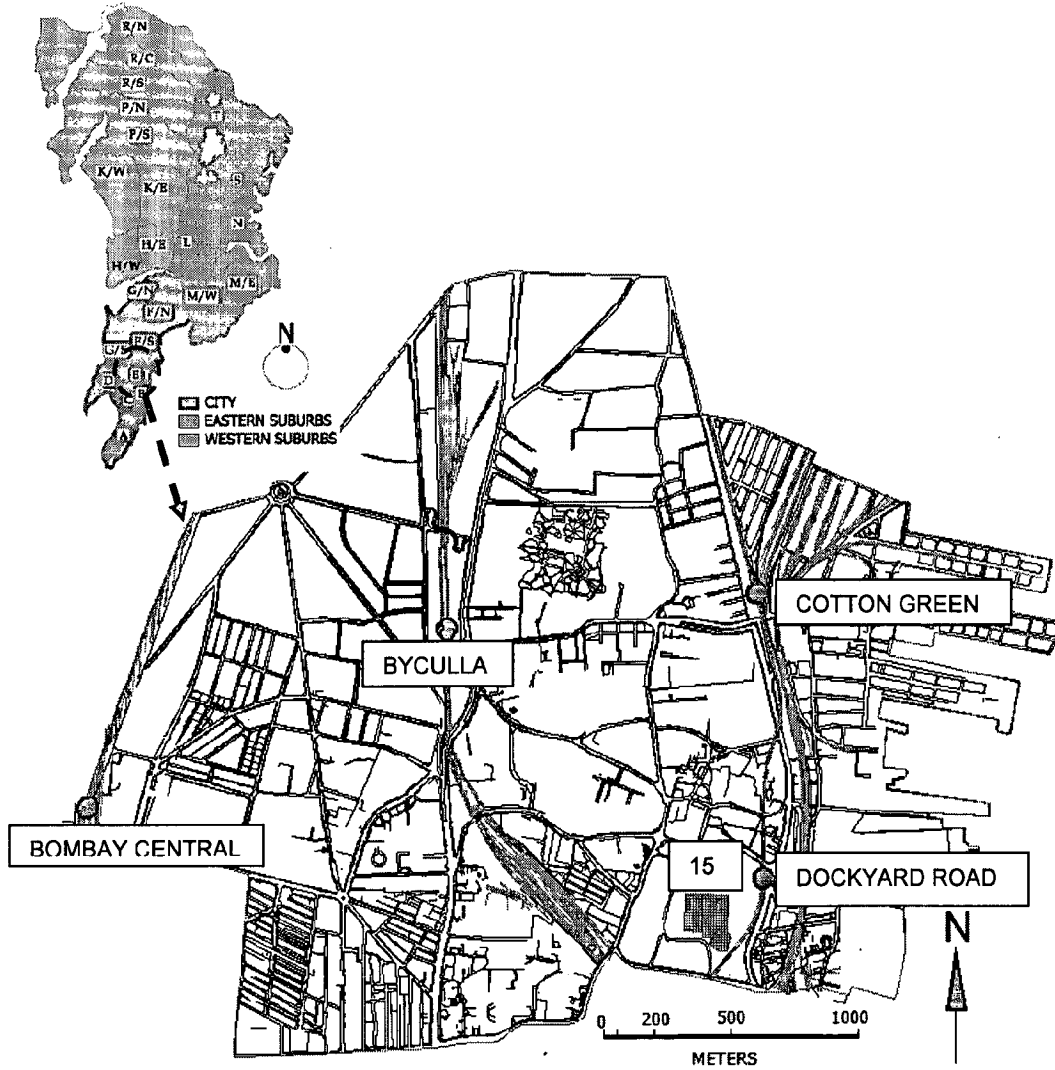 R/N
R/C
R/S
P/N
P/S
T
K/W
K/E
S
N
H/E
L
H/W
G/N
M/W
M/E
F/N
G/S
F/S
D
E
B
C
A
N
CITY
EASTERN SUBURBS
WESTERN SUBURBS
COTTON GREEN
BYCULLA
BOMBAY CENTRAL
15
DOCKYARD ROAD
N
0 200 500 1000
METERS